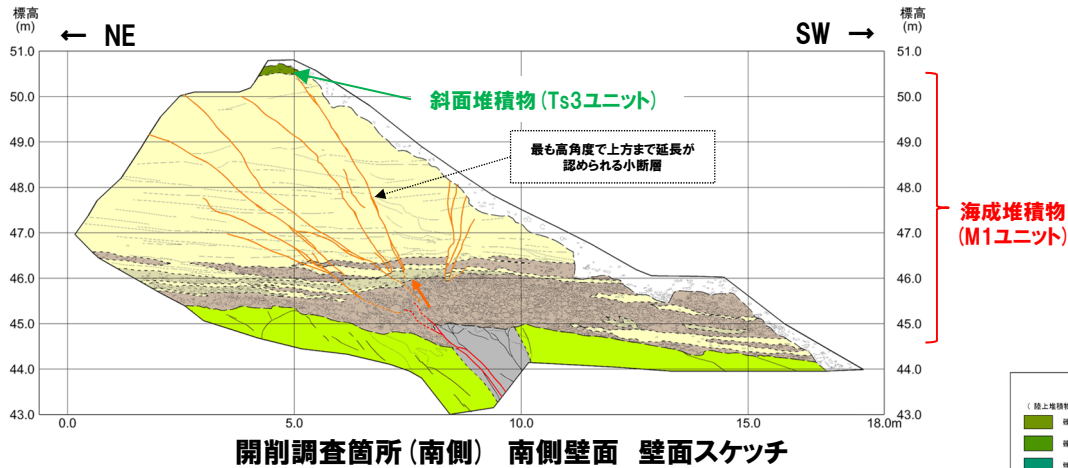 標高
(m)
← NE
SW →
標高
(m)
51.0
51.0
50.0
50.0
斜面堆積物(Ts3ユニット)
49.0
49.0
最も高角度で上方まで延長が
認められる小断層
48.0
48.0
海成堆積物
(M1ユニット)
47.0
47.0
46.0
46.0
45.0
45.0
44.0
44.0
43.0
43.0
0.0
5.0
10.0
15.0
18.0m
開削調査箇所(南側) 南側壁面 壁面スケッチ
( 陸上堆積物